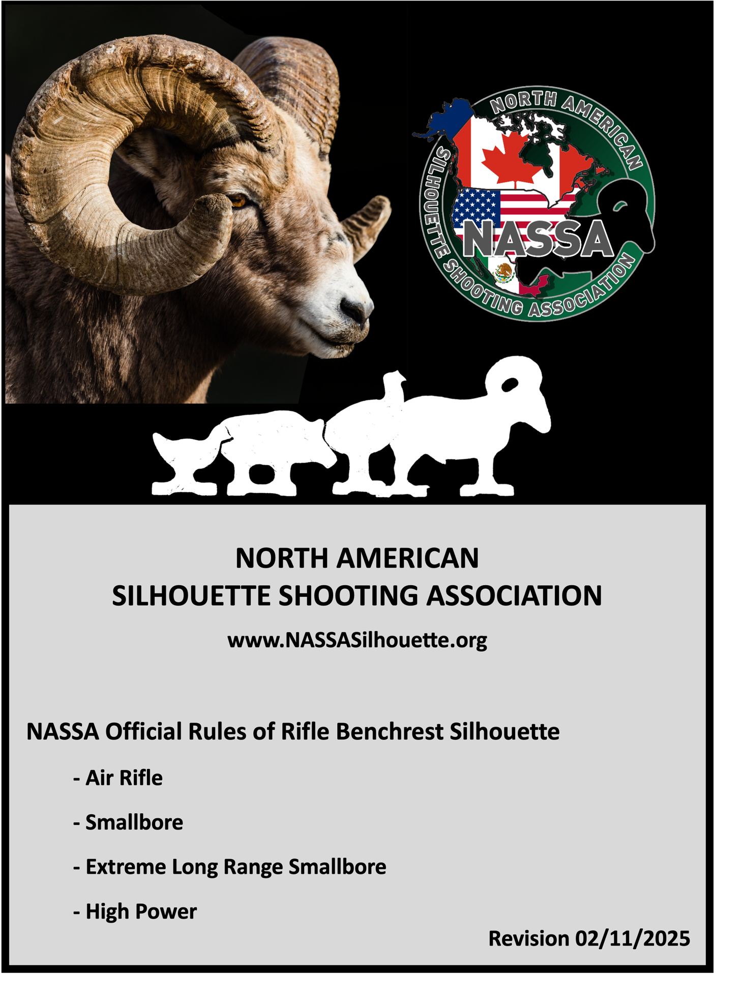 NORTH AMERICAN
SILHOUETTE SHOOTING ASSOCIATION
NASSA
NORTH AMERICAN
SILHOUETTE SHOOTING ASSOCIATION
www.NASSASilhouette.org
NASSA Official Rules of Rifle Benchrest Silhouette
- Air Rifle
- Smallbore
- Extreme Long Range Smallbore
- High Power
Revision 02/11/2025